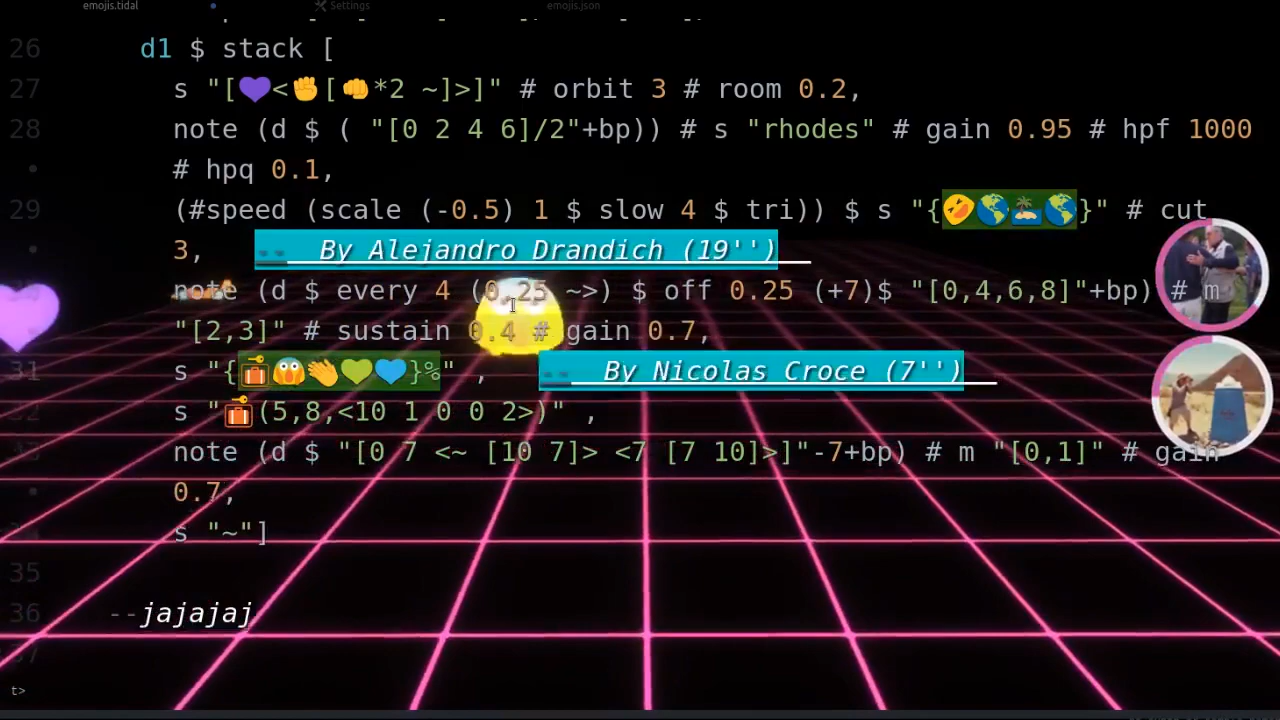 emojis.tidal Settings emojis.json
26 d1 $ stack [
27 s "[💜<✊[👊*2 ~]>]" # orbit 3 # room 0.2,
28 note (d $ ( "[0 2 4 6]/2"+bp)) # s "rhodes" # gain 0.95 # hpf 1000
# hpq 0.1,
29 (#speed (scale (-0.5) 1 $ slow 4 $ tri)) $ s "{🤣🌎🏝🌎}" # cut
3, -- By Alejandro Drandich (19'')
note (d $ every 4 (0.25 ~>) $ off 0.25 (+7)$ "[0,4,6,8]"+bp) # m
"[2,3]" # sustain 0.4 # gain 0.7,
31 s "{🧳😱👏💚💙}%" , -- By Nicolas Croce (7'')
32 s "🧳(5,8,<10 1 0 0 2>)" ,
33 note (d $ "[0 7 <~ [10 7]> <7 [7 10]>]"-7+bp) # m "[0,1]" # gain
0.7,
34 s "~"]
35
36 --jajajaj
37
t>